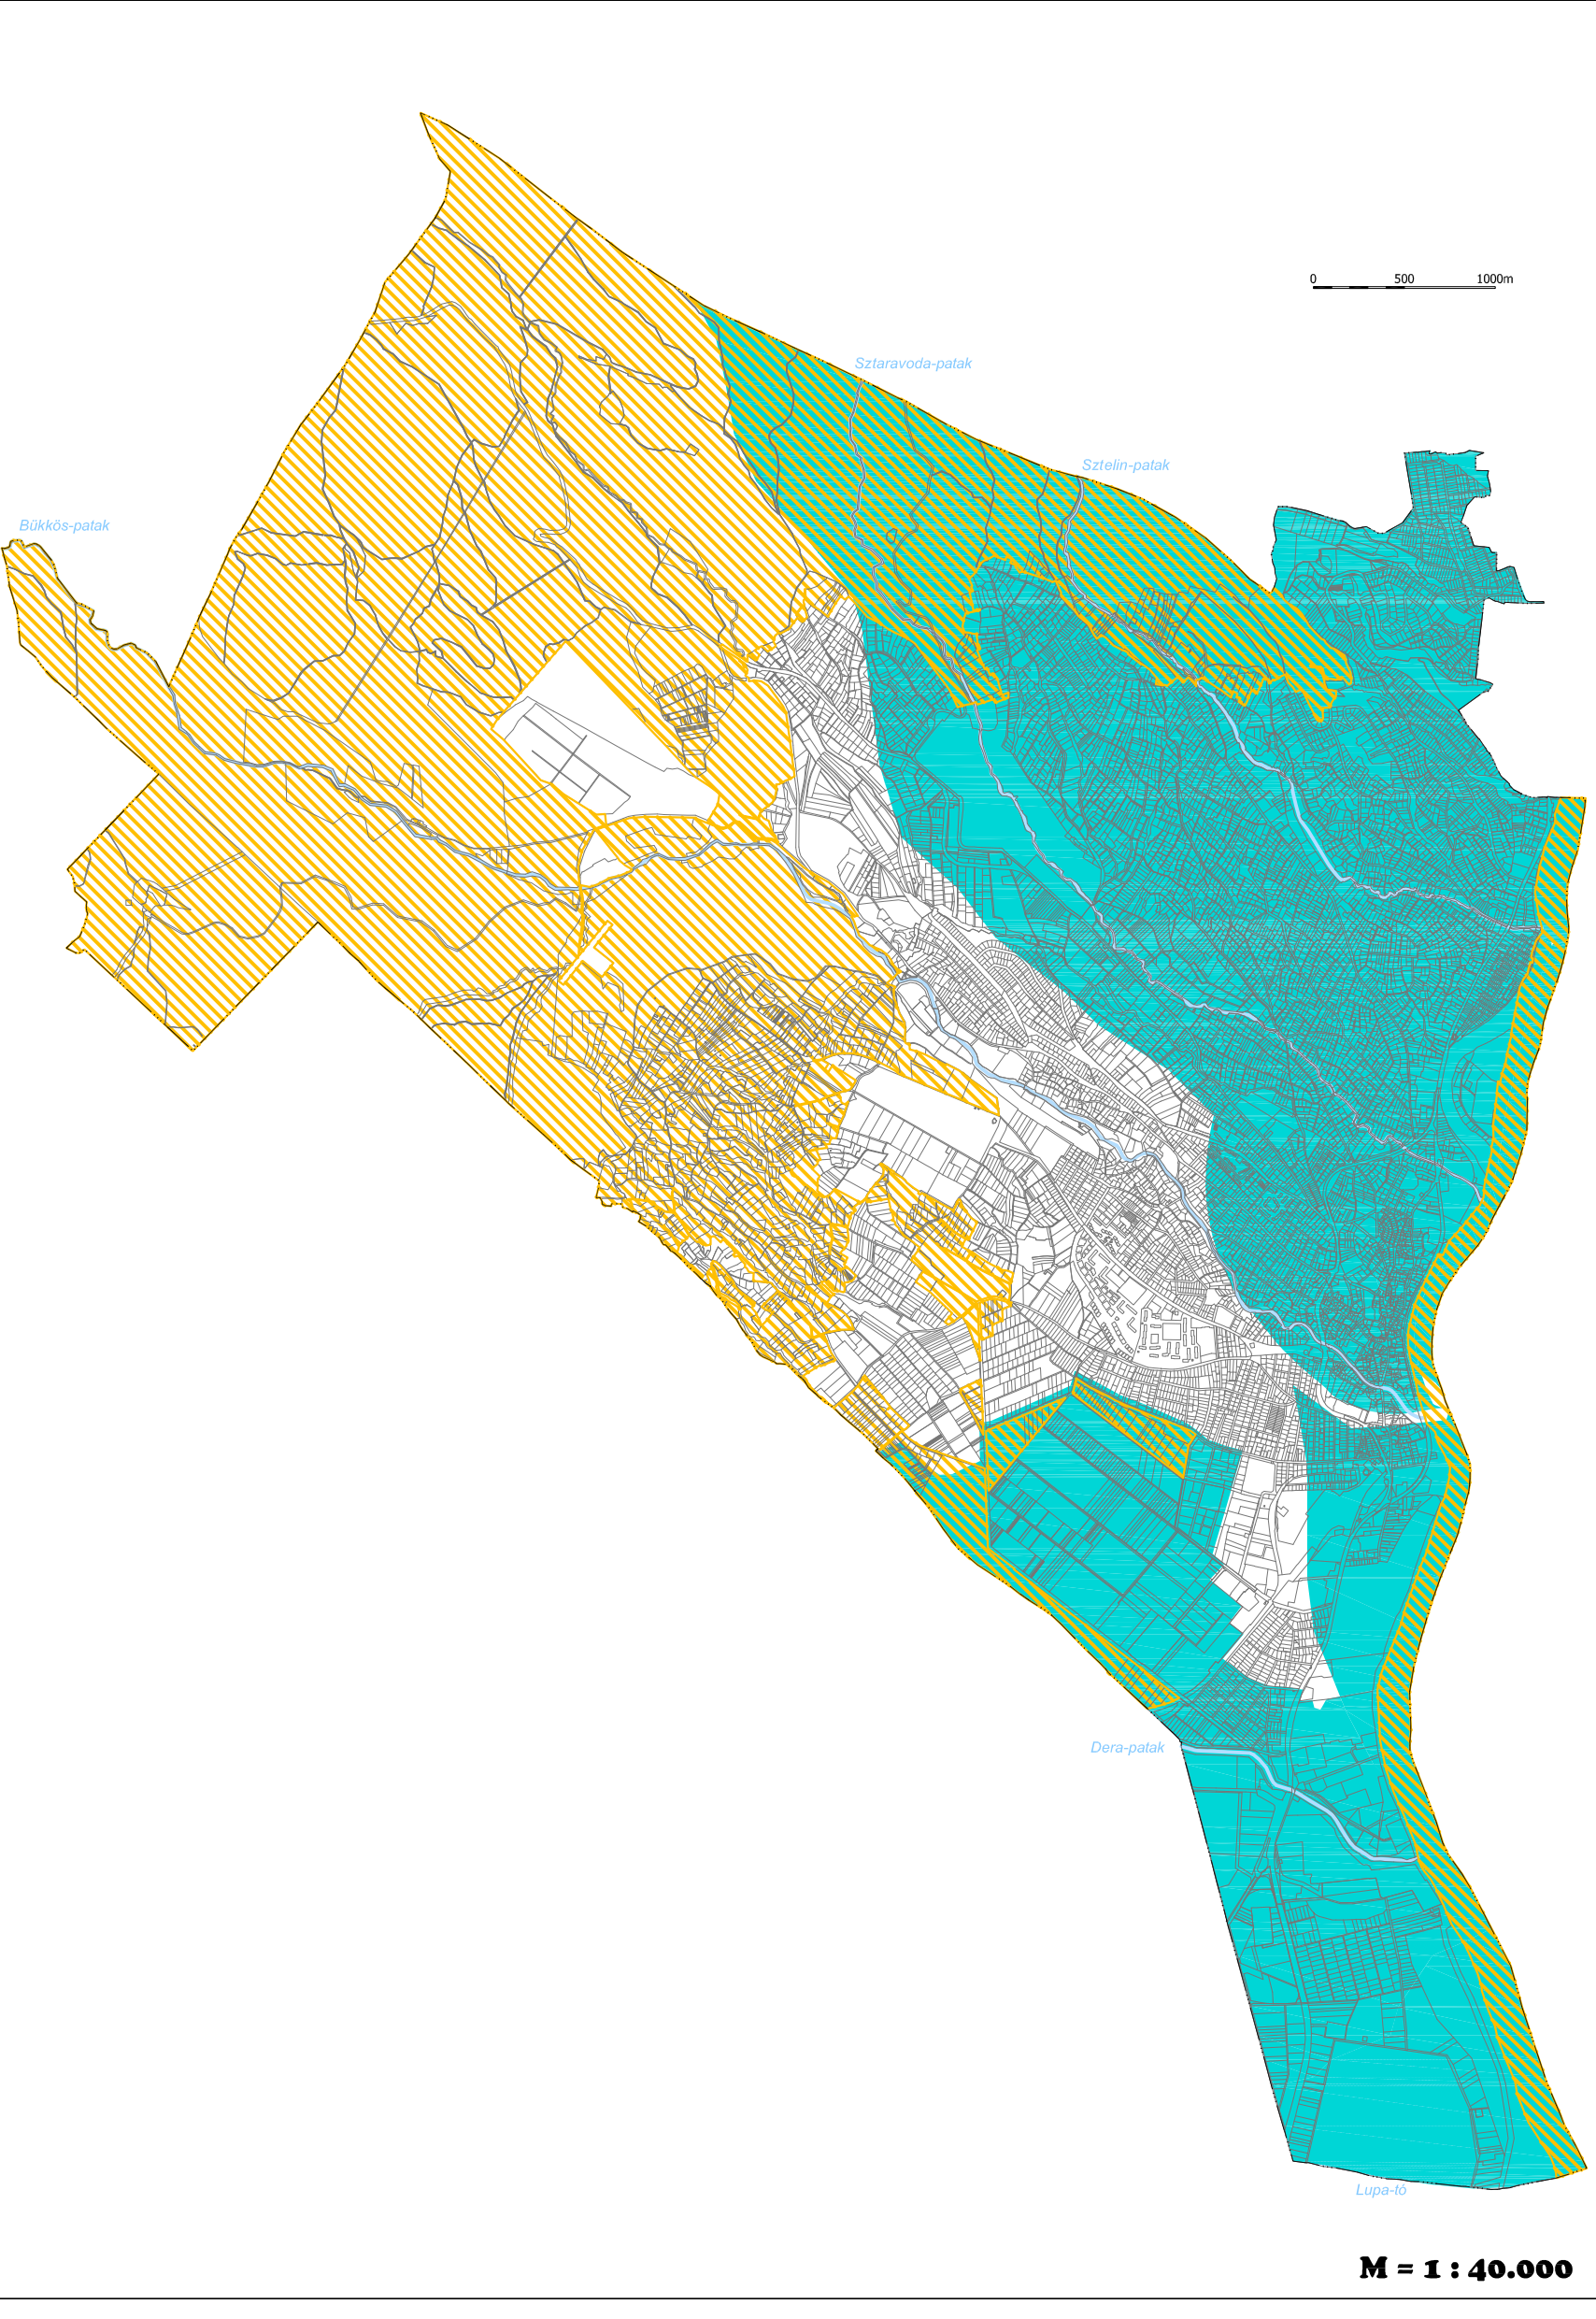 0 500 1000m
Sztaravoda-patak
Sztelin-patak
Bükkös-patak
Dera-patak
Lupa-tó
M = 1 : 40.000